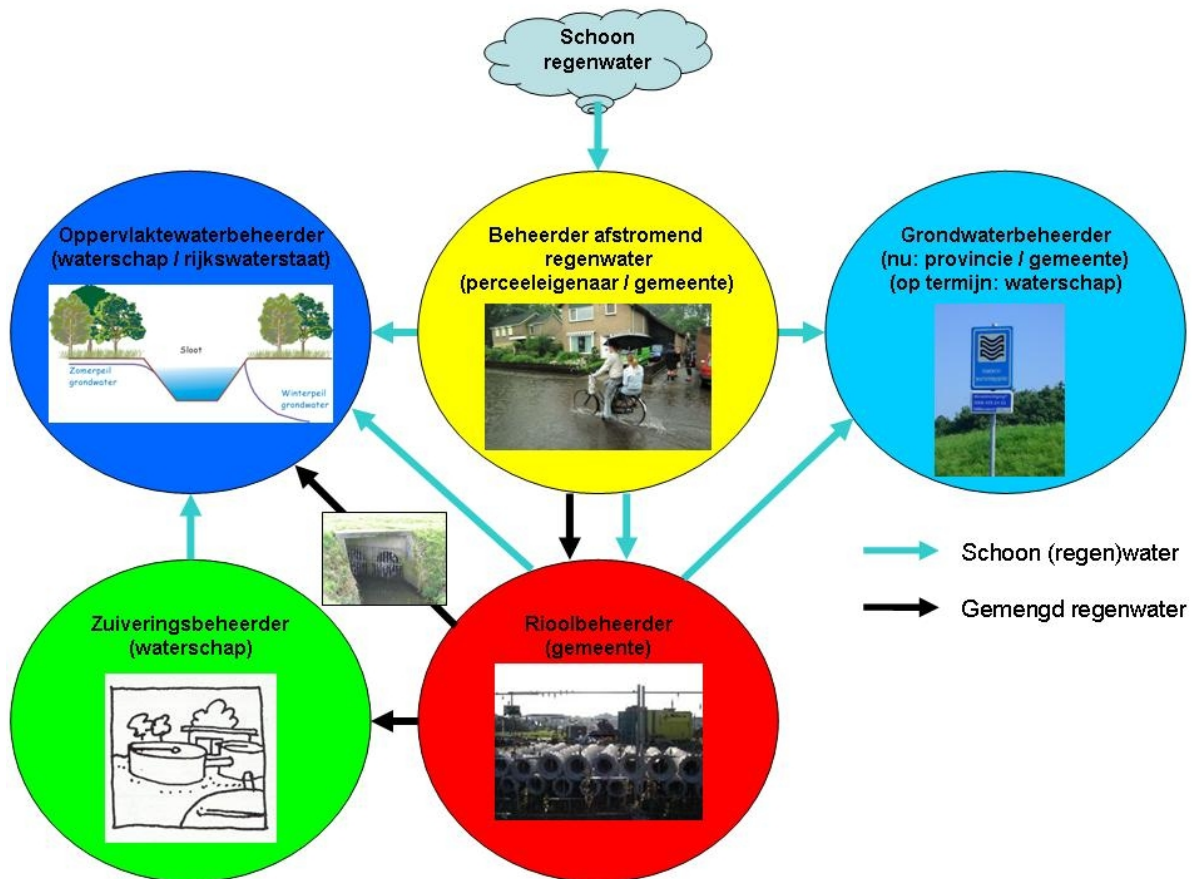 Schoon
regenwater
Oppervlaktewaterbeheerder
(waterschap / rijkswaterstaat)
Sloot
Zomerpeil
grondwater
Winterpeil
grondwater
Beheerder afstromend
regenwater
(perceeleigenaar / gemeente)
Grondwaterbeheerder
(nu: provincie / gemeente)
(op termijn: waterschap)
Schoon (regen)water
Gemengd regenwater
Zuiveringsbeheerder
(waterschap)
Rioolbeheerder
(gemeente)